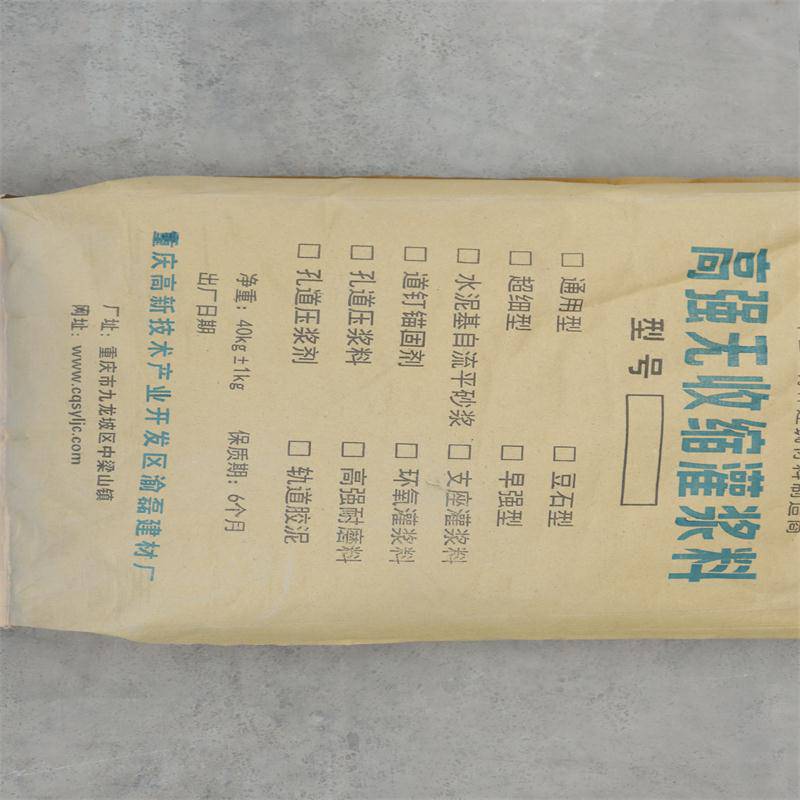 高强无收缩灌浆料
型号
□ 通用型 □ 豆石型
□ 超细型 □ 早强型
□ 水泥基自流平砂浆 □ 支座灌浆料
□ 道钉锚固剂 □ 环氧灌浆料
□ 孔道压浆料 □ 高强耐磨料
□ 孔道压浆剂 □ 轨道胶泥
净重：40kg±1kg 保质期：6个月
出厂日期
重庆高新技术产业开发区渝磊建材厂
厂址：重庆市九龙坡区中梁山镇
网址：www.cqsyljc.com